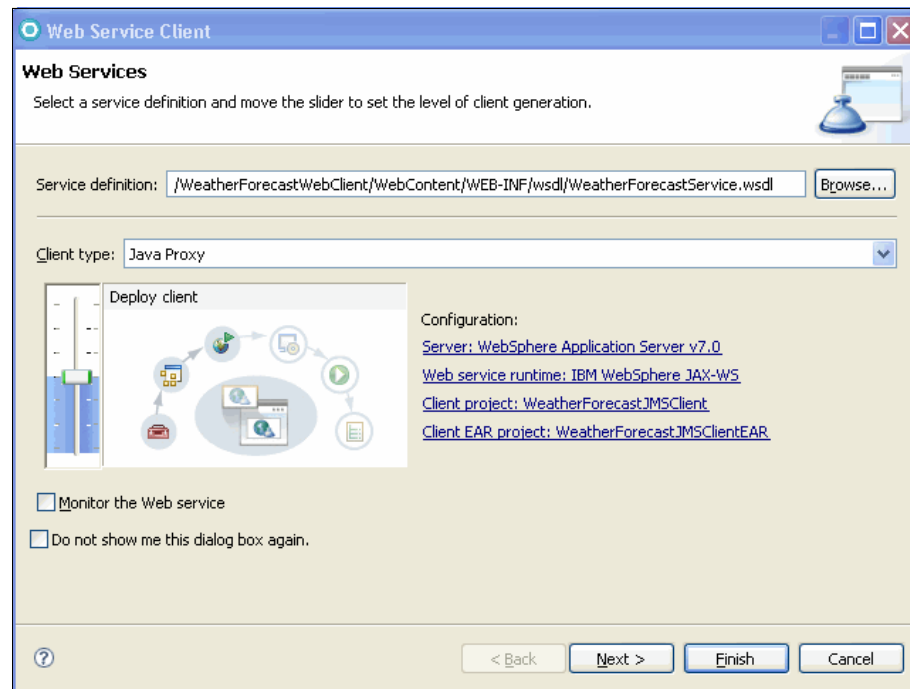 Web Service Client
Web Services
Select a service definition and move the slider to set the level of client generation.
Service definition: /WeatherForecastWebClient/WebContent/WEB-INF/wsdl/WeatherForecastService.wsdl Browse...
Client type: Java Proxy
Deploy client
Configuration:
Server: WebSphere Application Server v7.0
Web service runtime: IBM WebSphere JAX-WS
Client project: WeatherForecastJMSClient
Client EAR project: WeatherForecastJMSClientEAR
Monitor the Web service
Do not show me this dialog box again.
? < Back Next > Finish Cancel